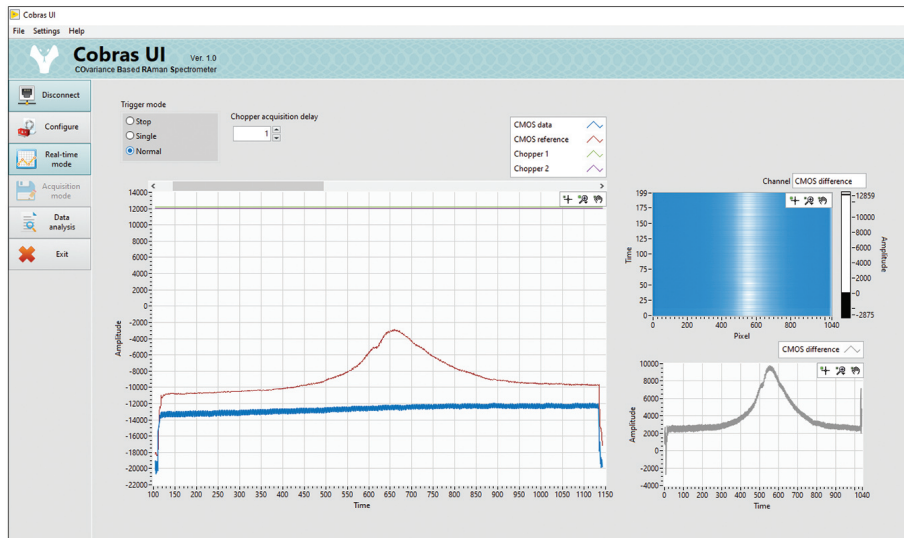 Cobras UI
File Settings Help
Cobras UI Ver. 1.0
COvariance Based RAman Spectrometer
Disconnect
Configure
Real-time
mode
Acquisition
mode
Data
analysis
Exit
Trigger mode
Stop
Single
Normal
Chopper acquisition delay
1
CMOS data
CMOS reference
Chopper 1
Chopper 2
Amplitude
14000
12000
10000
8000
6000
4000
2000
0
-2000
-4000
-6000
-8000
-10000
-12000
-14000
-16000
-18000
-20000
-22000
100 150 200 250 300 350 400 450 500 550 600 650 700 750 800 850 900 950 1000 1050 1100 1150
Time
Channel CMOS difference
Time
199
175
150
125
100
75
50
25
0
0 200 400 600 800 1040
Pixel
12859
10000
8000
6000
4000
2000
0
-2875
Amplitude
CMOS difference
Amplitude
10000
8000
6000
4000
2000
0
-2000
-4000
0 100 200 300 400 500 600 700 800 900 1040
Time